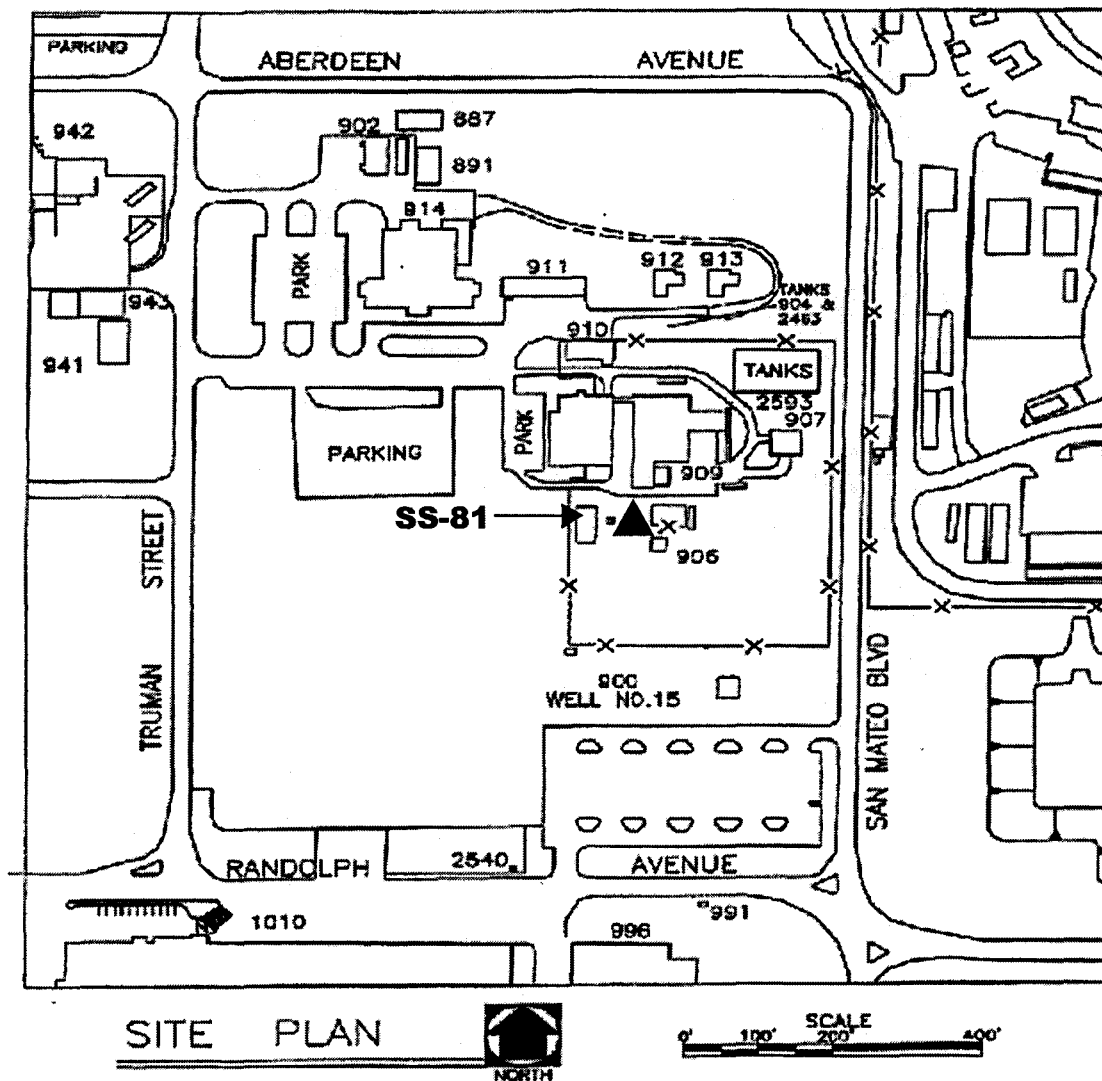 PARKING
ABERDEEN AVENUE
942
902
887
891
914
PARK
911
912
913
TANKS
904 &
2463
943
941
910
TANKS
2593
907
PARK
PARKING
909
SS-81
906
TRUMAN STREET
900
WELL NO.15
SAN MATEO BLVD
RANDOLPH AVENUE
2540
1010
991
996
SITE PLAN
NORTH
SCALE
0' 100' 200' 400'